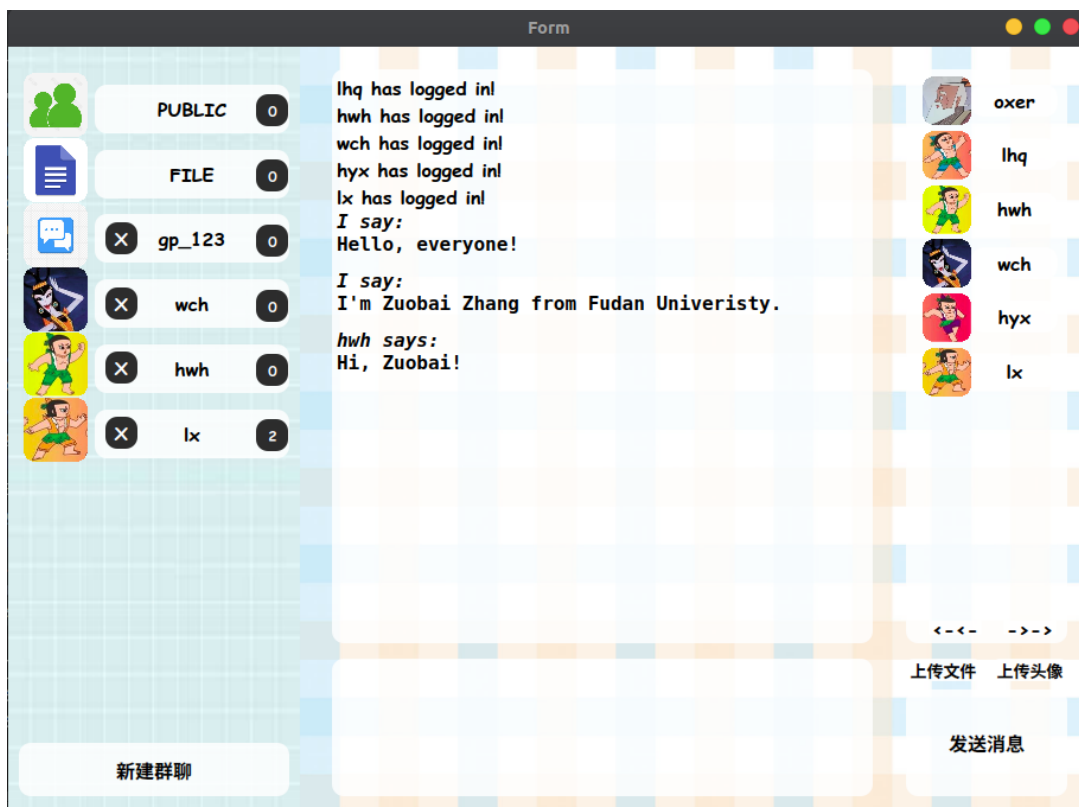 Form
PUBLIC 0
FILE 0
X gp_123 0
X wch 0
X hwh 0
X lx 2
新建群聊
lhq has logged in!
hwh has logged in!
wch has logged in!
hyx has logged in!
lx has logged in!
I say:
Hello, everyone!
I say:
I'm Zuobai Zhang from Fudan Univeristy.
hwh says:
Hi, Zuobai!
oxer
lhq
hwh
wch
hyx
lx
<-<- ->->
上传文件 上传头像
发送消息